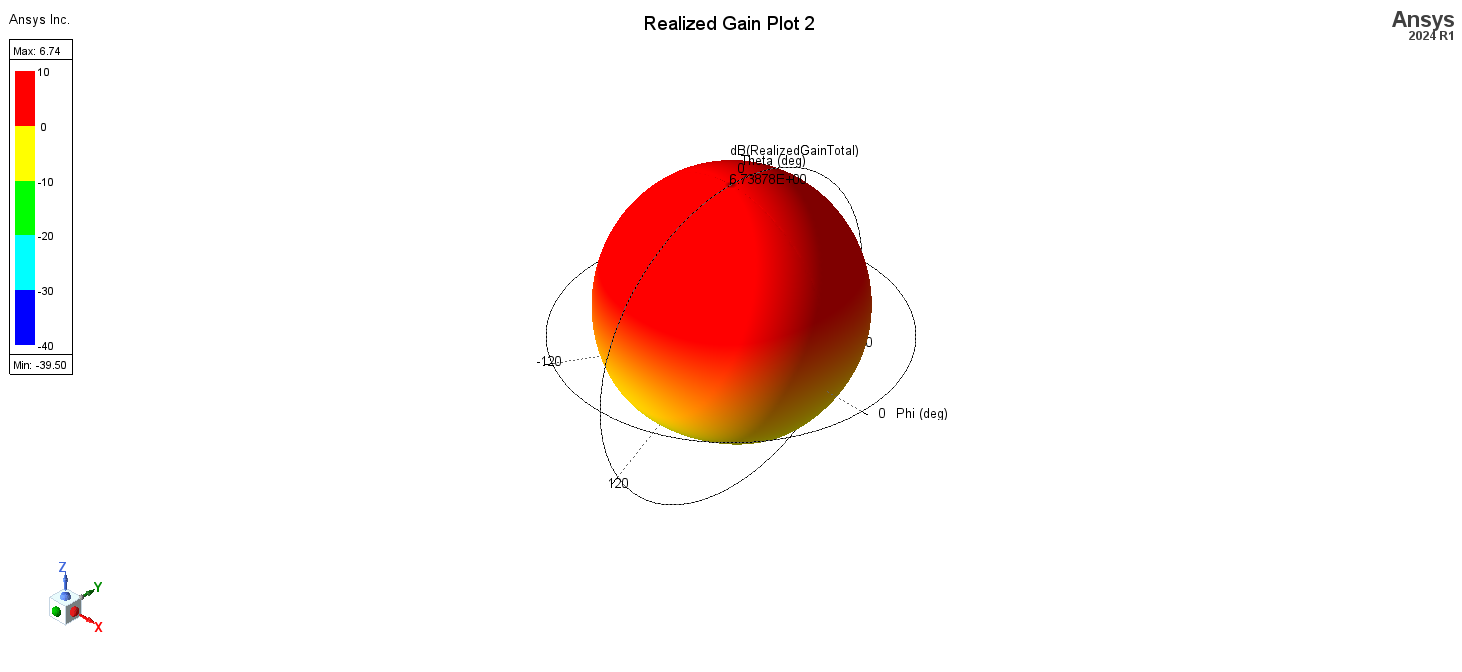 Ansys Inc.
Realized Gain Plot 2
Ansys
2024 R1
Max: 6.74
10
0
-10
-20
-30
-40
Min: -39.50
dB(RealizedGainTotal)
Theta (deg)
0
-120
0
0 Phi (deg)
120
Z
Y
X